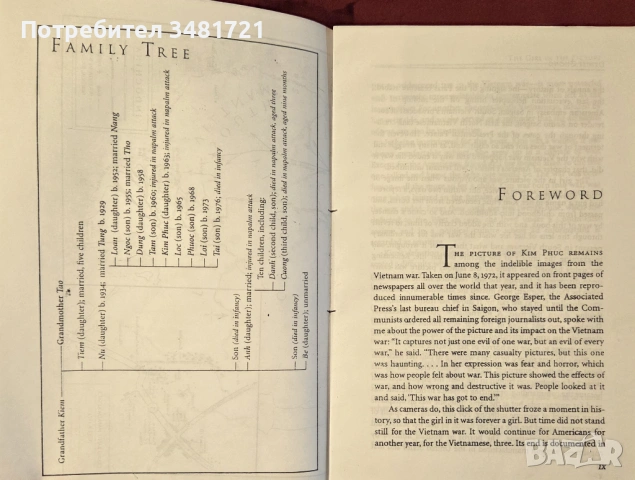 Номер 3481751
в bazar.bg
FAMILY TREE
Grandfather Kiem——Grandmother Tao
Tiem (daughter); married, five children
Nu (daughter) b. 1934; married Tung b. 1929
Loan (daughter) b. 1952; married Nang
Ngoc (son) b. 1955; married Tho
Dung (daughter) b. 1958
Tam (son) b. 1960; injured in napalm attack
Kim Phuc (daughter) b. 1963; injured in napalm attack
Loc (son) b. 1965
Phuoc (son) b. 1968
Loi (son) b. 1973
Tai (son) b. 1976; died in infancy
Son (died in infancy)
Anh (daughter); married; injured in napalm attack
Ten children, including:
Danh (second child, son); died in napalm attack, aged three
Cuong (third child, son); died in napalm attack, aged nine months
Son (died in infancy)
Be (daughter); unmarried
FOREWORD
THE PICTURE OF KIM PHUC REMAINS
among the indelible images from the
Vietnam war. Taken on June 8, 1972, it appeared on front pages of
newspapers all over the world that year, and it has been repro-
duced innumerable times since. George Esper, the Associated
Press's last bureau chief in Saigon, who stayed until the Com-
munists ordered all remaining foreign journalists out, spoke with
me about the power of the picture and its impact on the Vietnam
war: "It captures not just one evil of one war, but an evil of every
war," he said. "There were many casualty pictures, but this one
was haunting. . . . In her expression was fear and horror, which
was how people felt about war. This picture showed the effects of
war, and how wrong and destructive it was. People looked at it
and said, 'This war has got to end.'"
As cameras do, this click of the shutter froze a moment in his-
tory, so that the girl in it was forever a girl. But time did not stand
still for the Vietnam war. It would continue for Americans for
another year, for the Vietnamese, three. Its end is documented in
ix
BAZAR
.bg